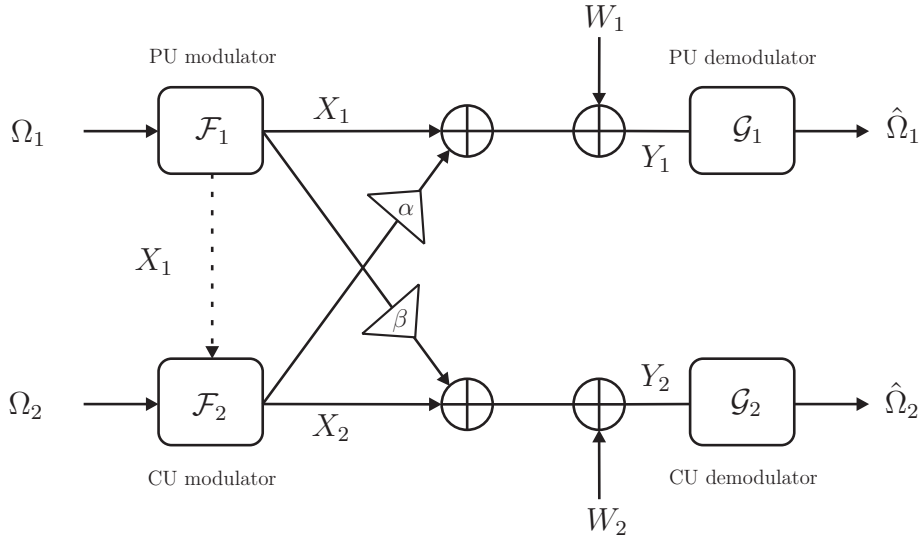 W₁
PU modulator
PU demodulator
Ω₁
ℱ₁
X₁
Y₁
𝒢₁
Ω̂₁
α
X₁
β
Ω₂
ℱ₂
X₂
Y₂
𝒢₂
Ω̂₂
CU modulator
CU demodulator
W₂